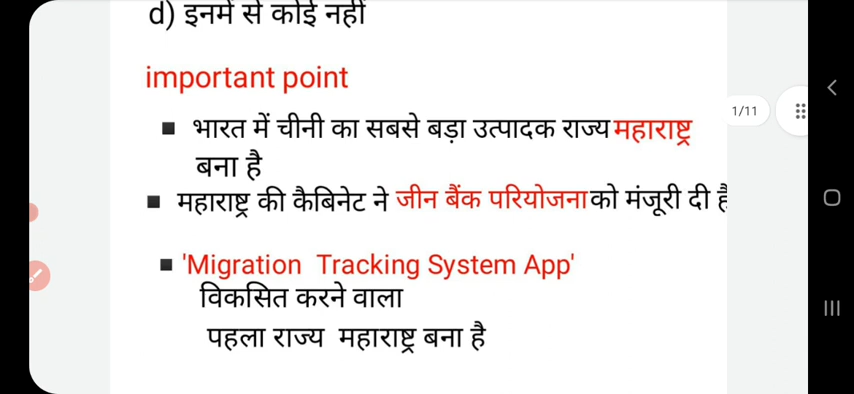 d) इनमें से कोई नहीं
important point
▪ भारत में चीनी का सबसे बड़ा उत्पादक राज्य महाराष्ट्र
बना है
1/11
▪ महाराष्ट्र की कैबिनेट ने जीन बैंक परियोजना को मंजूरी दी है
▪ 'Migration Tracking System App'
विकसित करने वाला
पहला राज्य महाराष्ट्र बना है